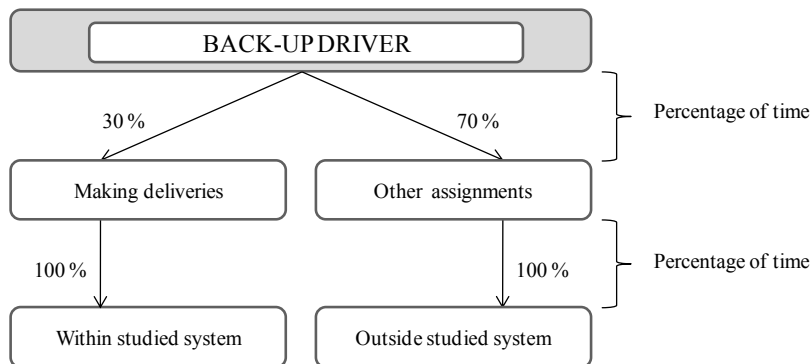 BACK-UP DRIVER
30 %
70 %
Percentage of time
Making deliveries
Other assignments
100 %
100 %
Percentage of time
Within studied system
Outside studied system